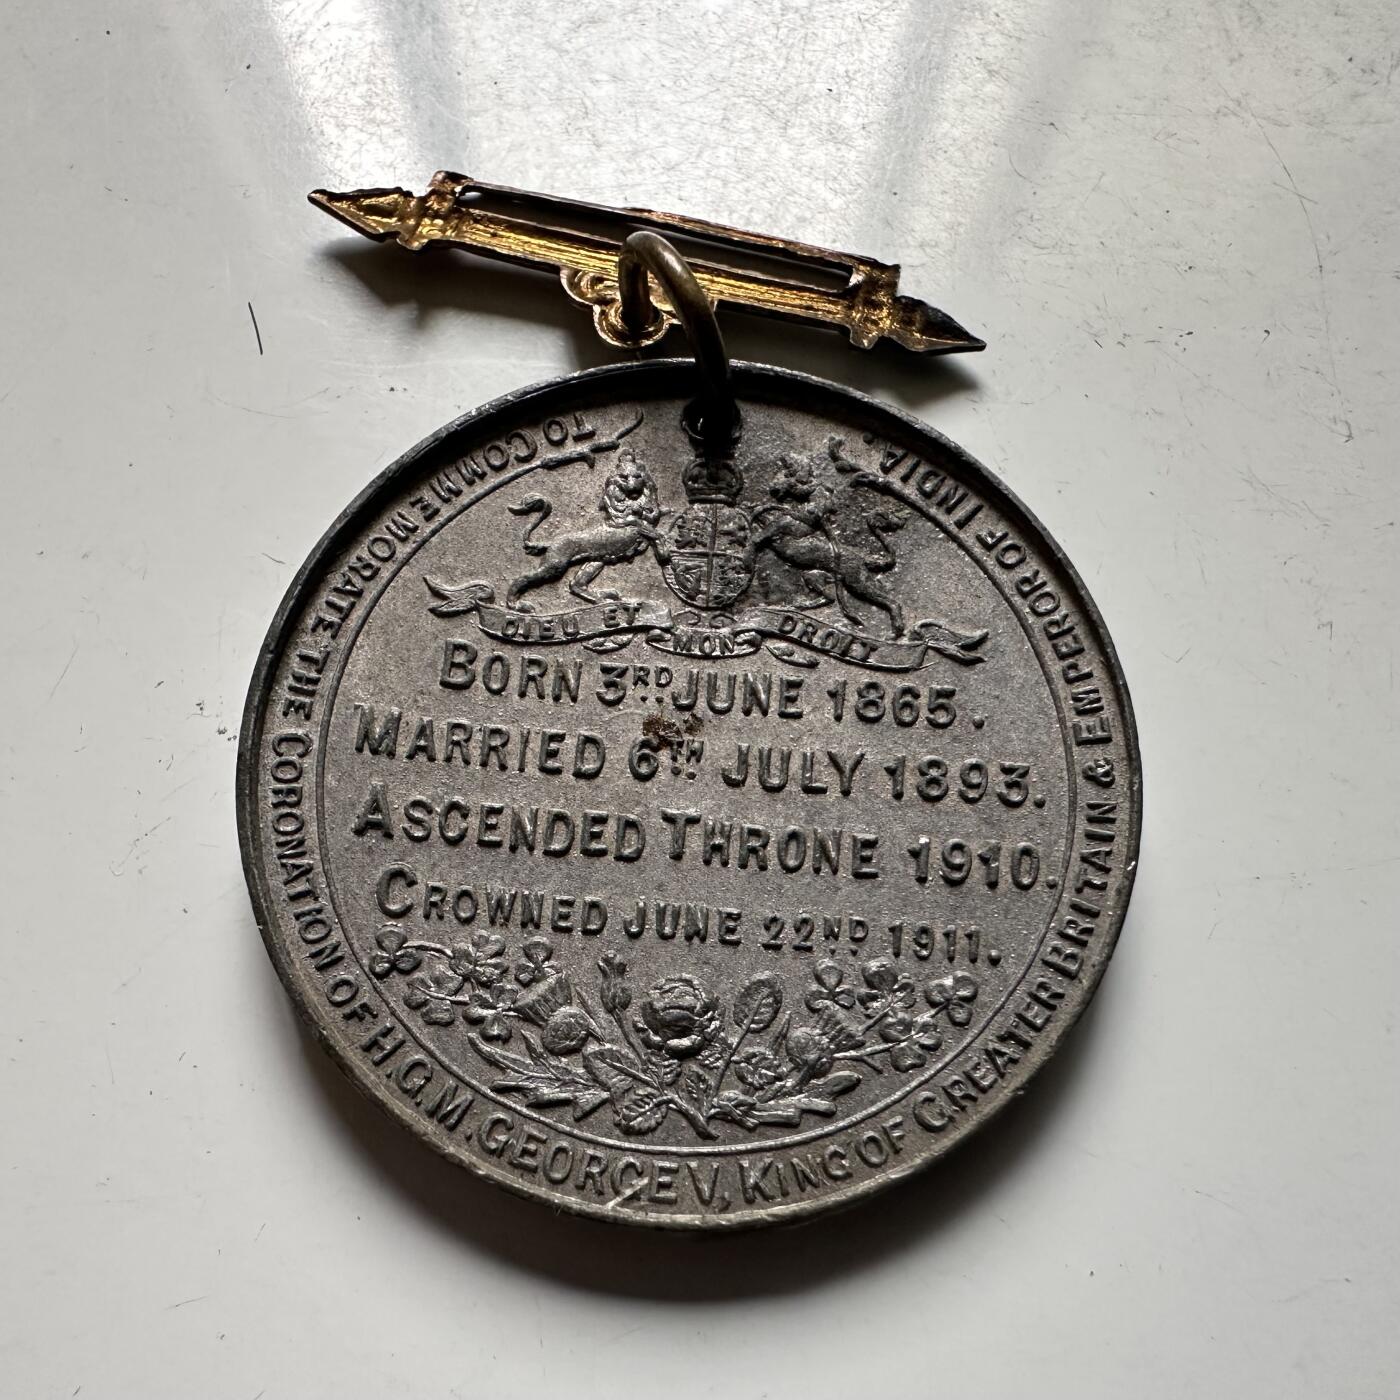 TO COMMEMORATE THE CORONATION OF H.G.M. GEORGE V, KING OF GREATER BRITAIN & EMPEROR OF INDIA.
DIEU ET MON DROIT
BORN 3RD JUNE 1865.
MARRIED 6TH JULY 1893.
ASCENDED THRONE 1910.
CROWNED JUNE 22ND 1911.